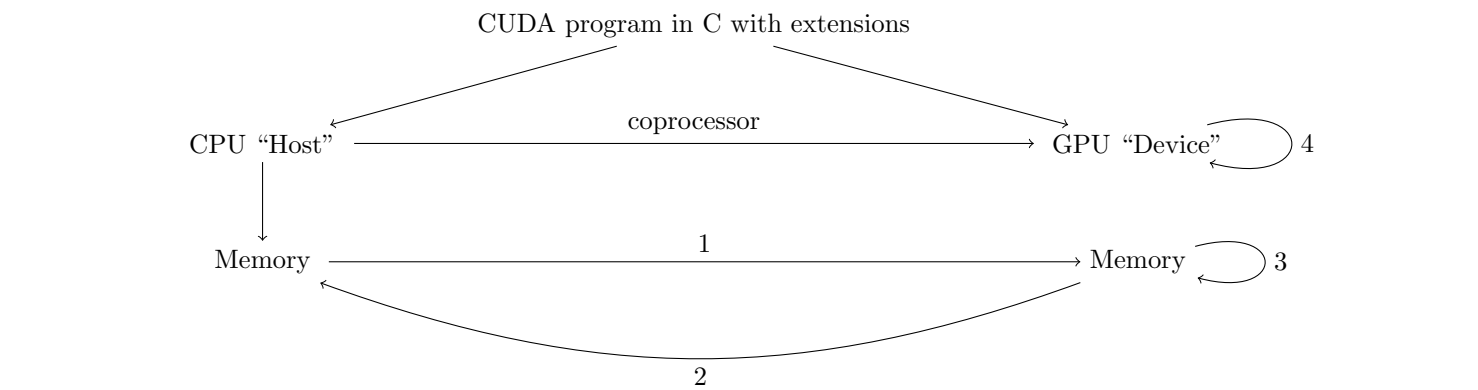 CUDA program in C with extensions
coprocessor
CPU “Host”
GPU “Device”
4
1
Memory
Memory
3
2